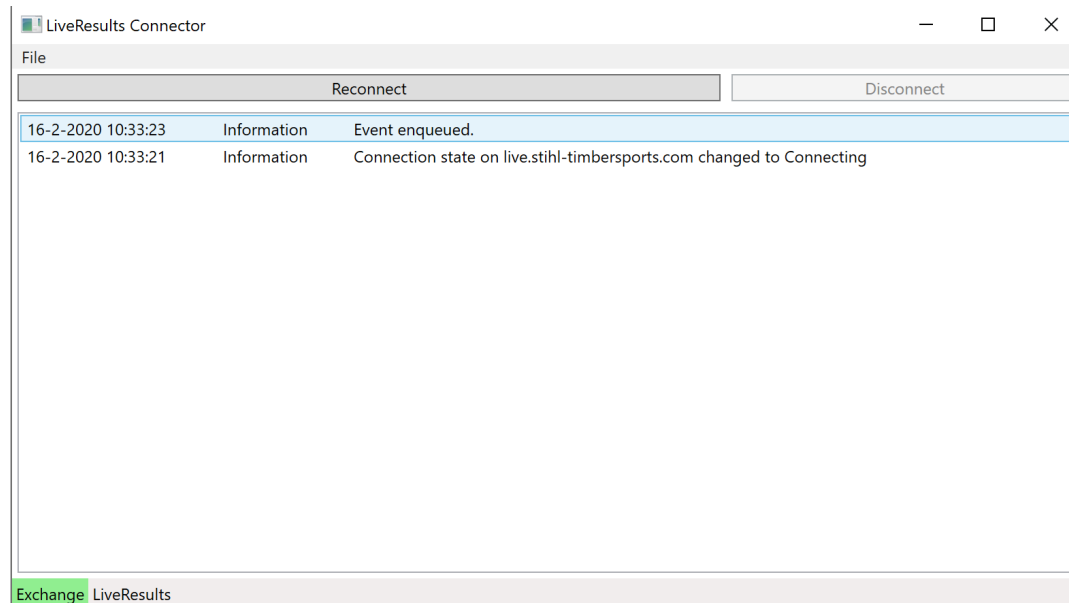 LiveResults Connector
File
Reconnect Disconnect
16-2-2020 10:33:23 Information Event enqueued.
16-2-2020 10:33:21 Information Connection state on live.stihl-timbersports.com changed to Connecting
Exchange LiveResults